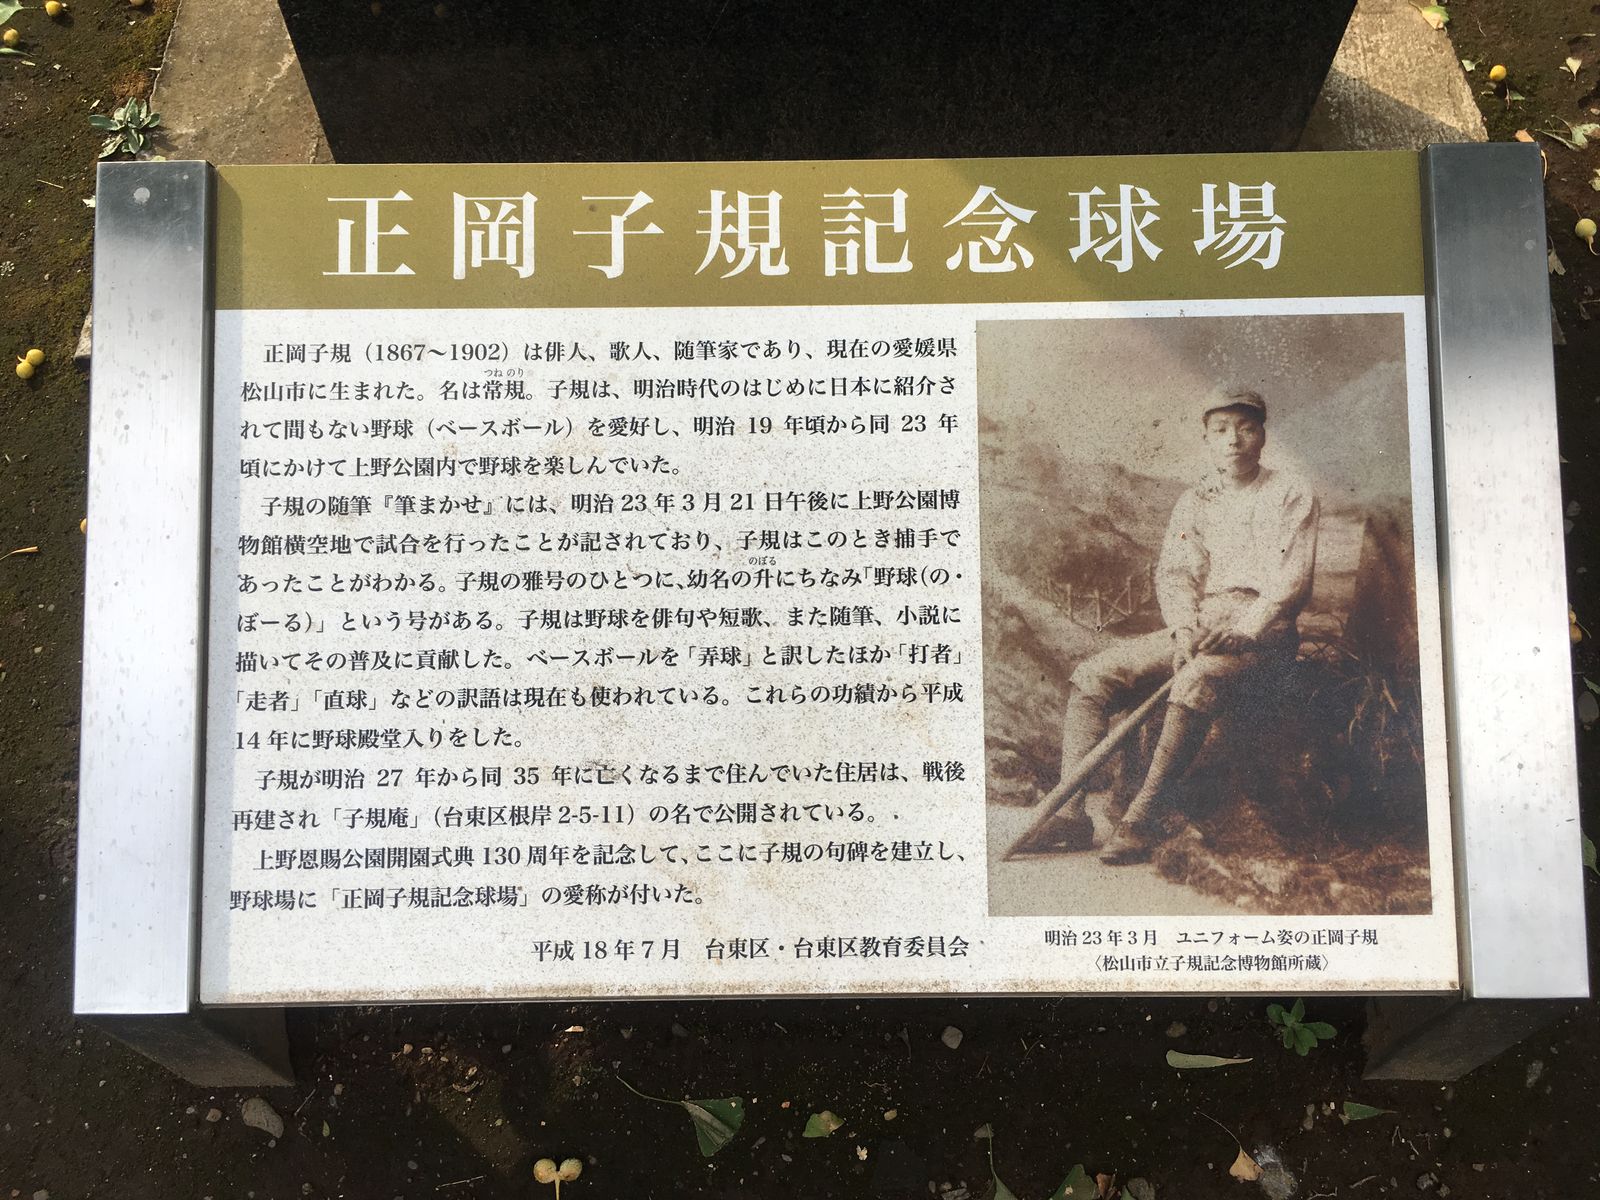 正岡子規記念球場
正岡子規（1867〜1902）は俳人、歌人、随筆家であり、現在の愛媛県
つねのり
松山市に生まれた。名は常規。子規は、明治時代のはじめに日本に紹介さ
れて間もない野球（ベースボール）を愛好し、明治 19 年頃から同 23 年
頃にかけて上野公園内で野球を楽しんでいた。
子規の随筆『筆まかせ』には、明治 23 年 3 月 21 日午後に上野公園博
物館横空地で試合を行ったことが記されており、子規はこのとき捕手で
のぼる
あったことがわかる。子規の雅号のひとつに、幼名の升にちなみ「野球（の・
ぼーる）」という号がある。子規は野球を俳句や短歌、また随筆、小説に
描いてその普及に貢献した。ベースボールを「弄球」と訳したほか「打者」
「走者」「直球」などの訳語は現在も使われている。これらの功績から平成
14 年に野球殿堂入りをした。
子規が明治 27 年から同 35 年に亡くなるまで住んでいた住居は、戦後
再建され「子規庵」（台東区根岸 2-5-11）の名で公開されている。
上野恩賜公園開園式典 130 周年を記念して、ここに子規の句碑を建立し、
野球場に「正岡子規記念球場」の愛称が付いた。
平成 18 年 7 月　台東区・台東区教育委員会
明治 23 年 3 月　ユニフォーム姿の正岡子規
〈松山市立子規記念博物館所蔵〉